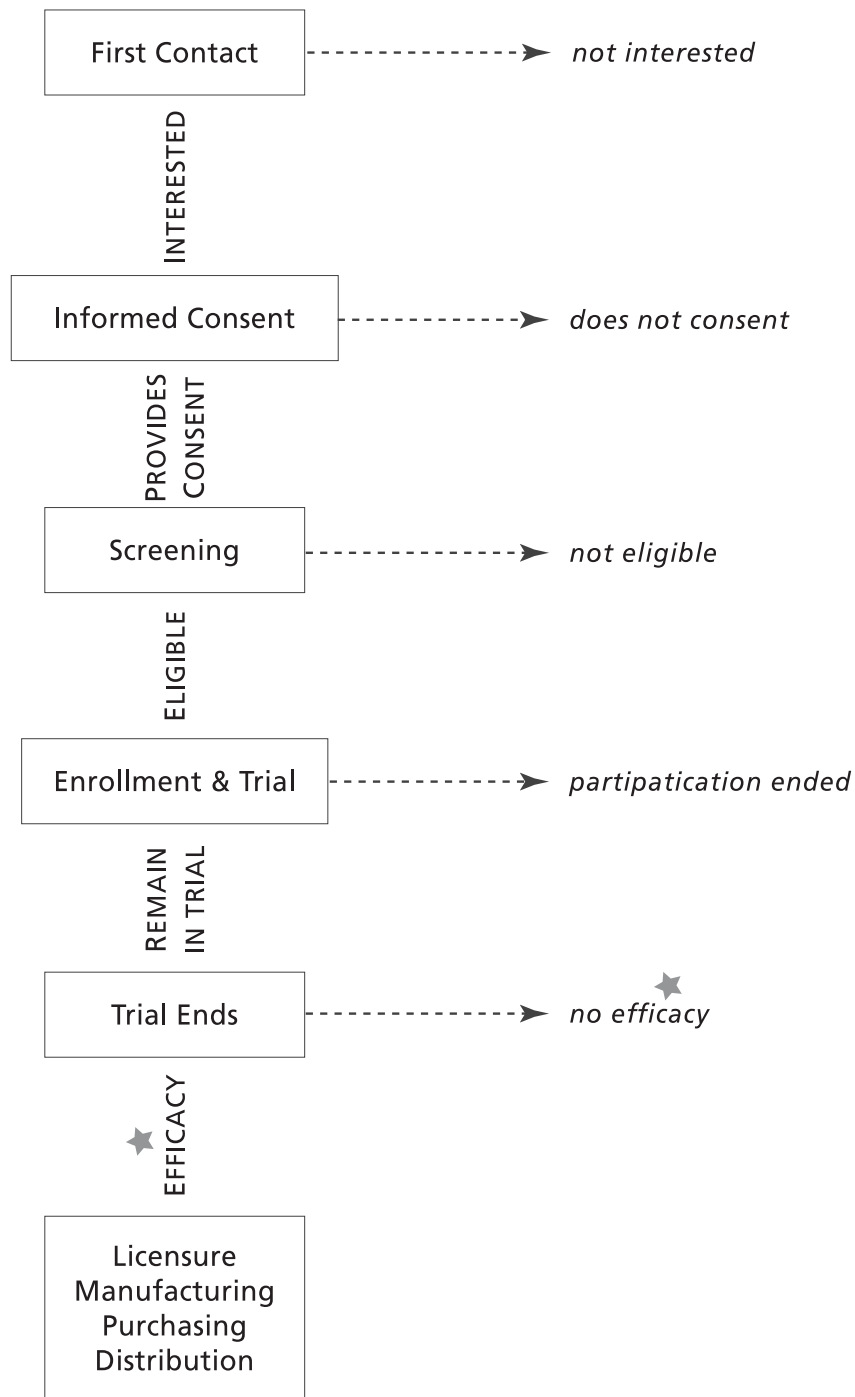 First Contact
not interested
INTERESTED
Informed Consent
does not consent
PROVIDES
CONSENT
Screening
not eligible
ELIGIBLE
Enrollment & Trial
partipatication ended
REMAIN
IN TRIAL
Trial Ends
no efficacy
EFFICACY
Licensure
Manufacturing
Purchasing
Distribution